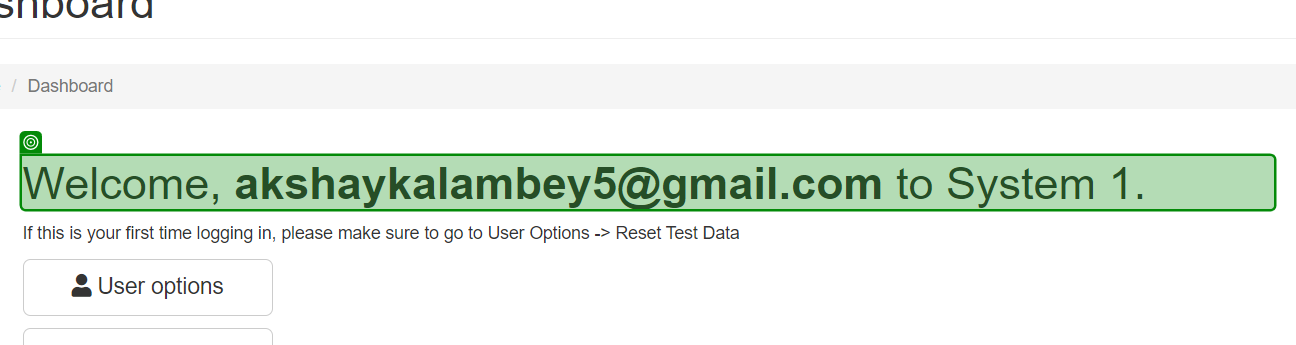 shboard
/ Dashboard
Welcome, akshaykalambey5@gmail.com to System 1.
If this is your first time logging in, please make sure to go to User Options -> Reset Test Data
User options